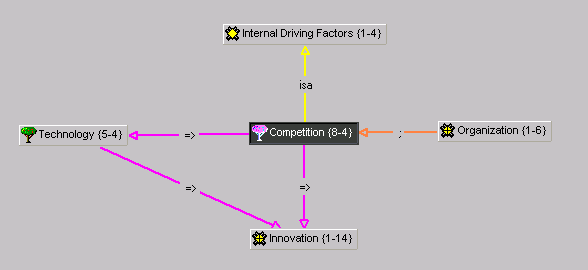 Internal Driving Factors {1-4}
isa
Technology {5-4}
=>
Competition {8-4}
;
Organization {1-6}
=>
=>
Innovation {1-14}